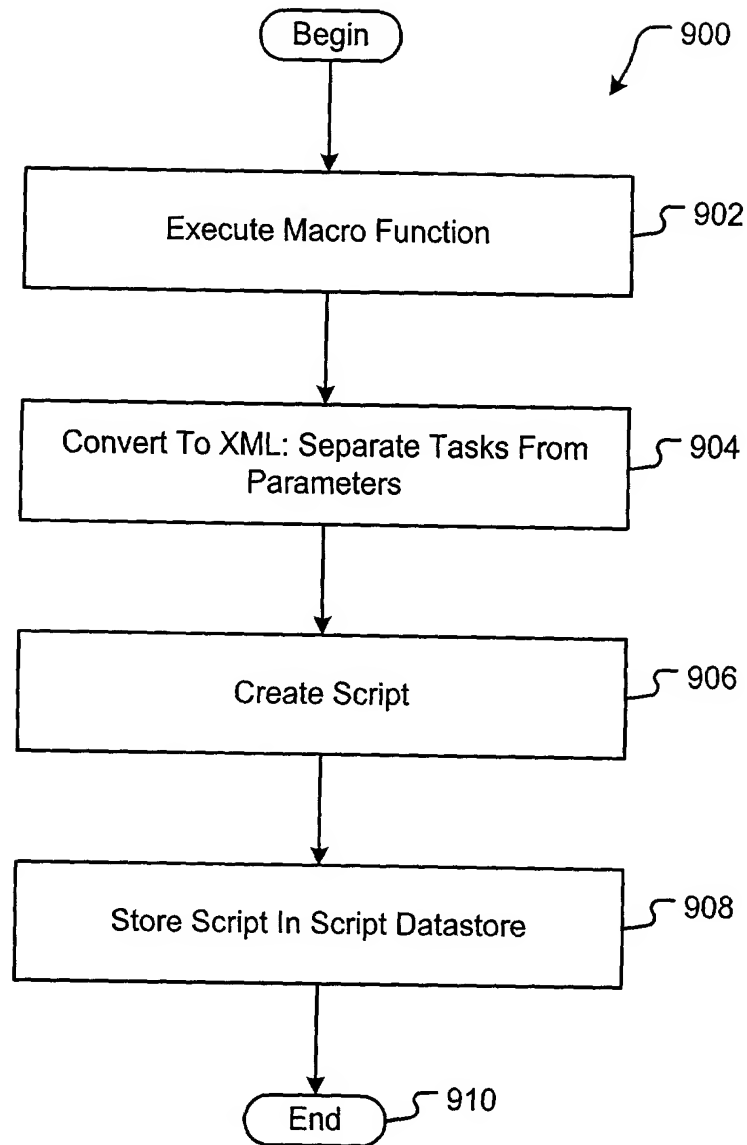 Begin
900
Execute Macro Function
902
Convert To XML: Separate Tasks From
Parameters
904
Create Script
906
Store Script In Script Datastore
908
End
910